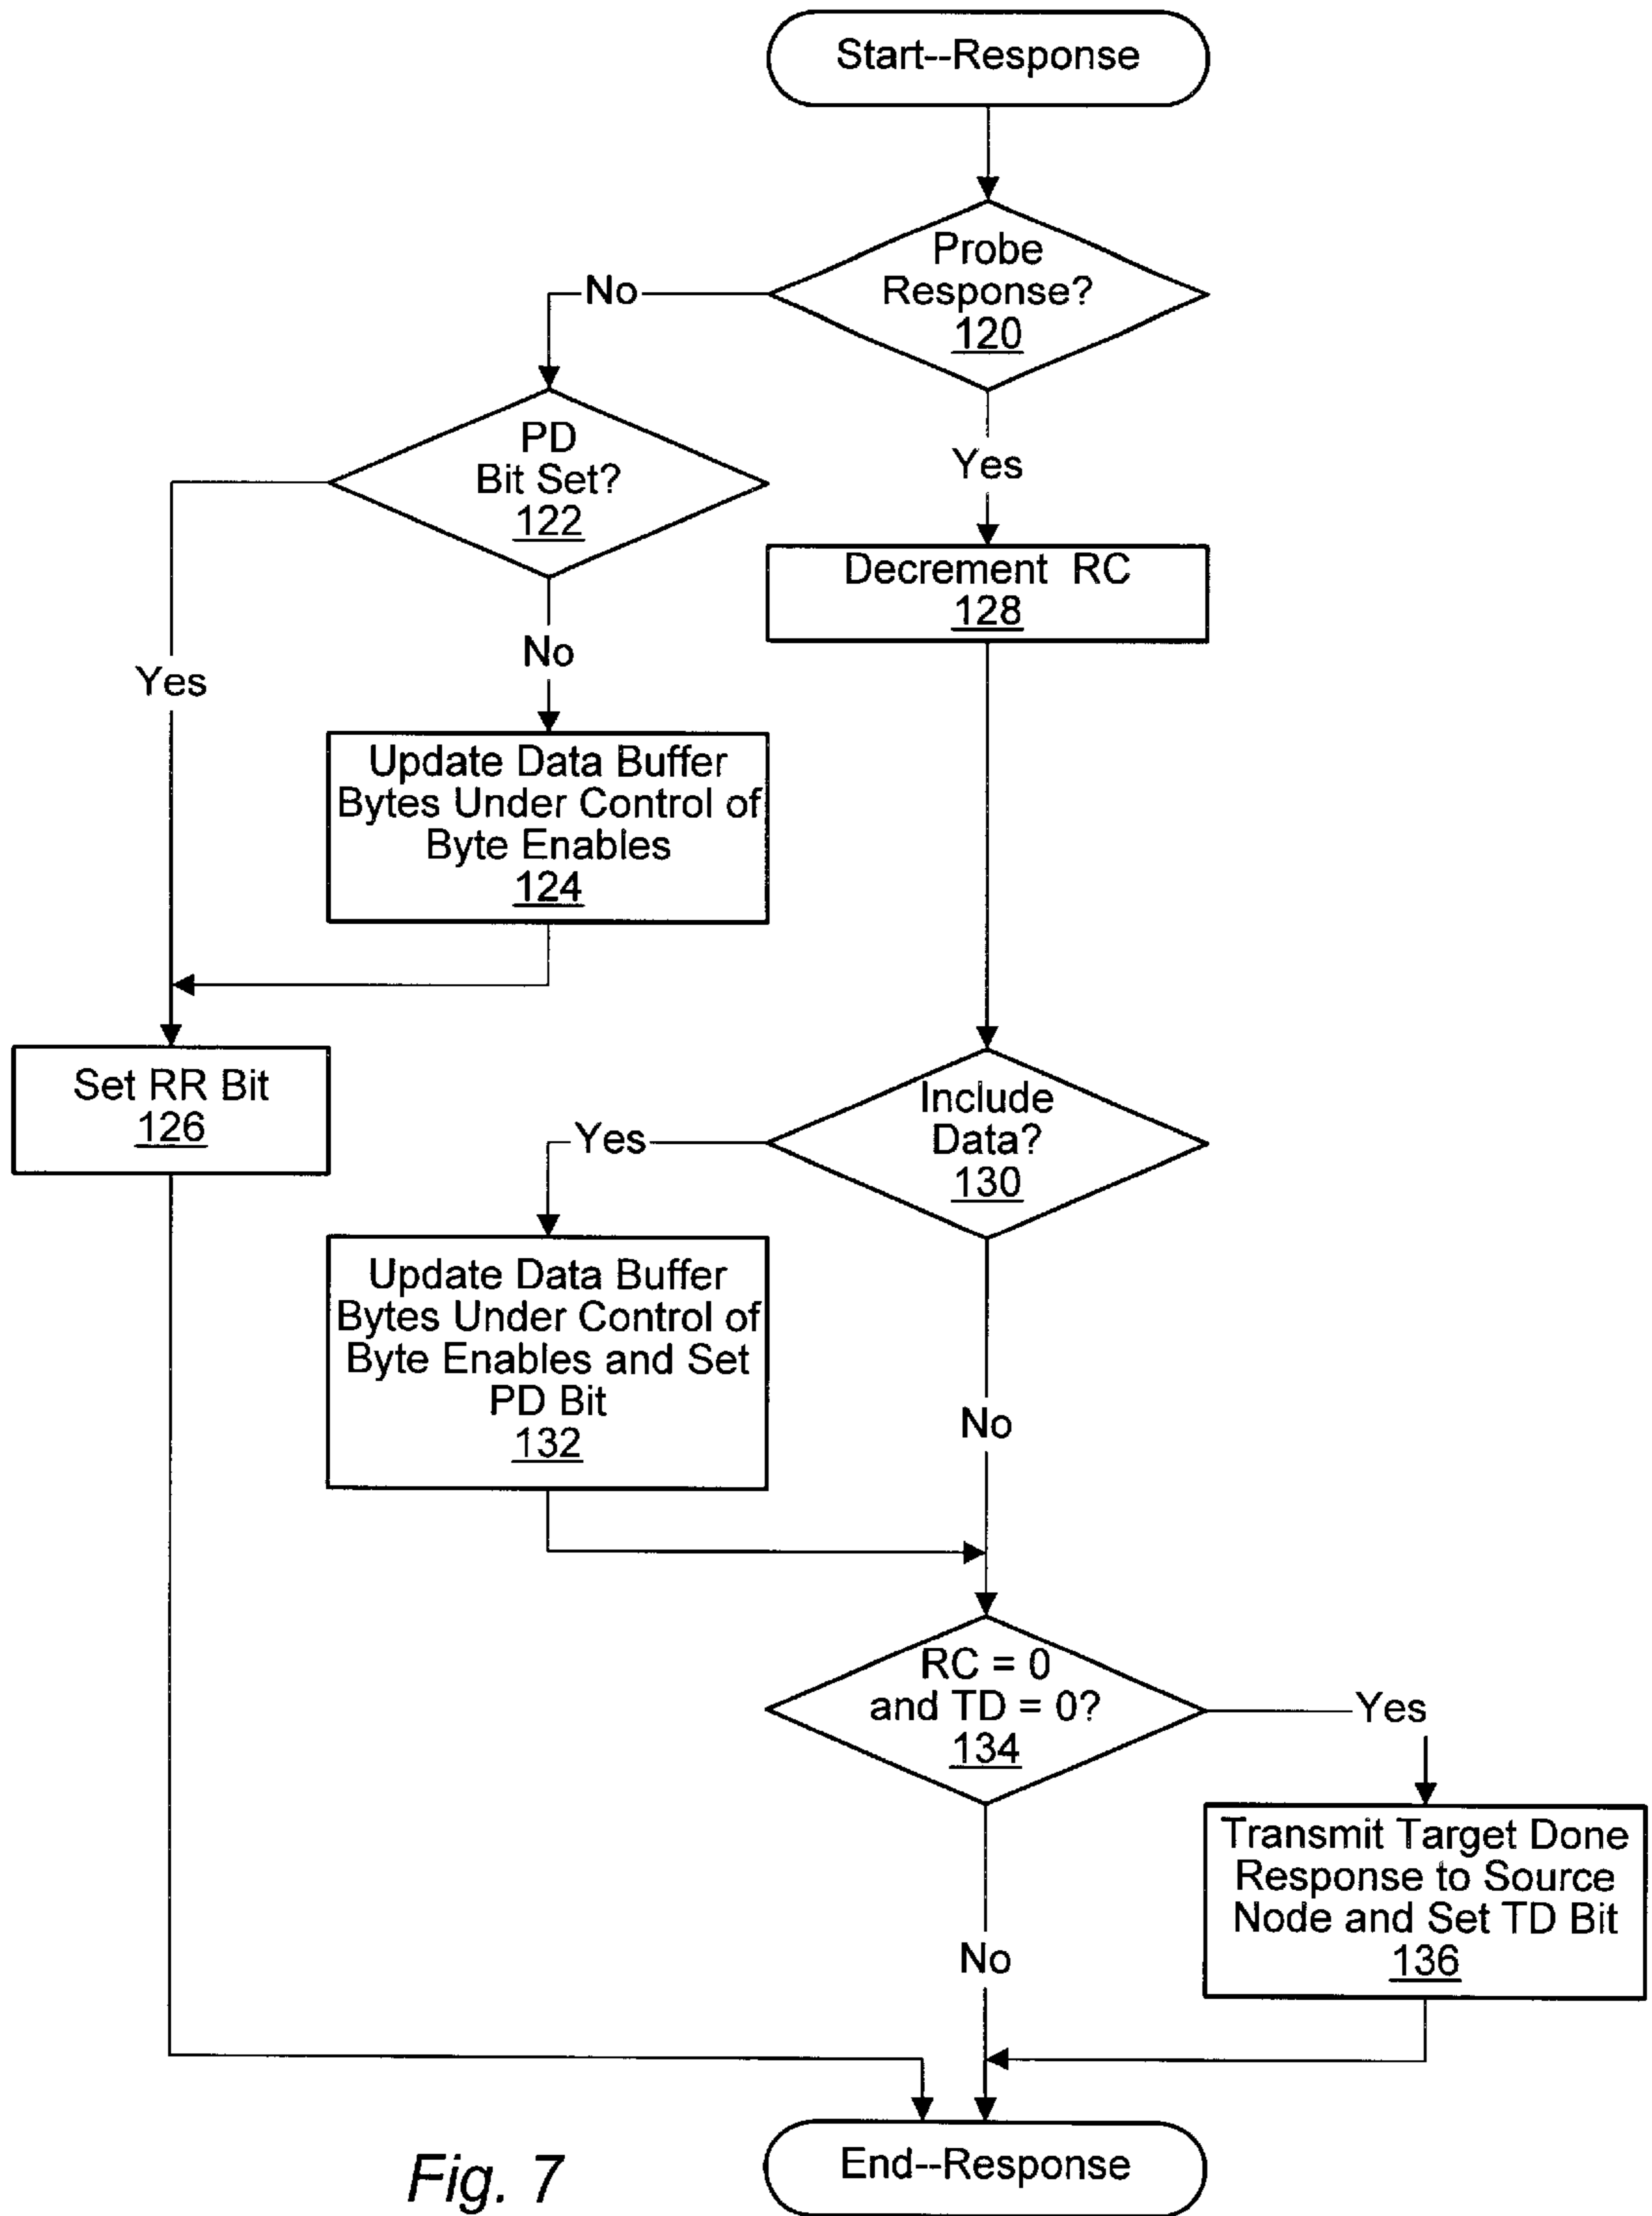 Start--Response
Probe
Response?
120
No
Yes
PD
Bit Set?
122
Decrement RC
128
No
Yes
Update Data Buffer
Bytes Under Control of
Byte Enables
124
Set RR Bit
126
Include
Data?
130
Yes
Update Data Buffer
Bytes Under Control of
Byte Enables and Set
PD Bit
132
No
RC = 0
and TD = 0?
134
Yes
Transmit Target Done
Response to Source
Node and Set TD Bit
136
No
End--Response
Fig. 7